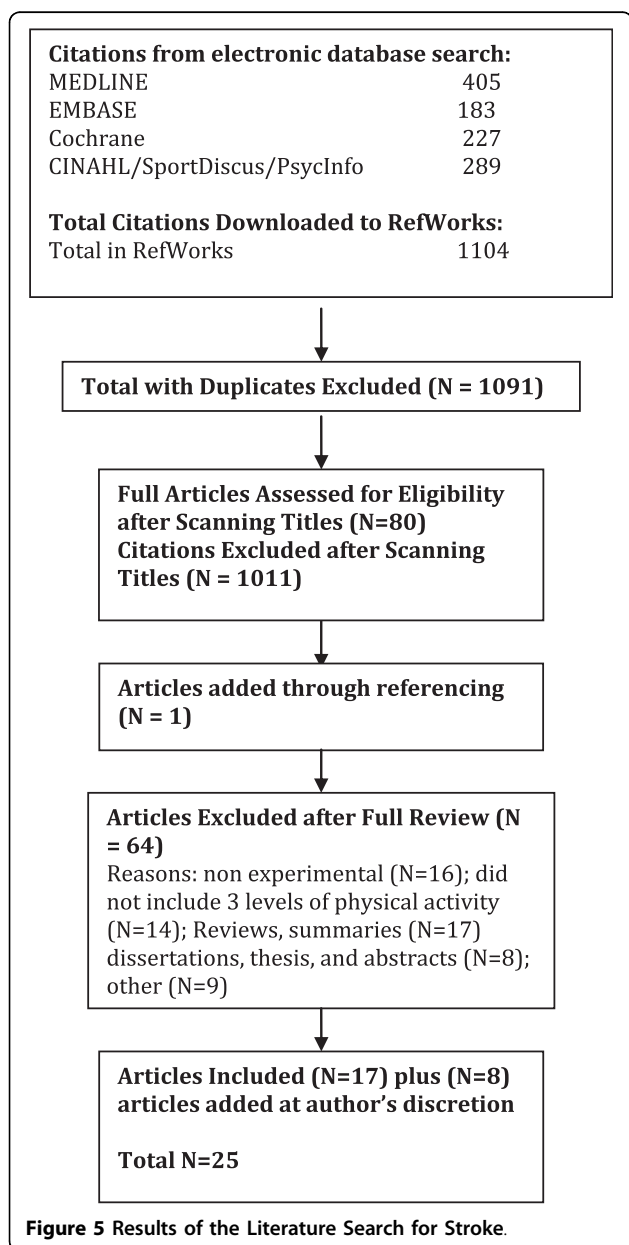 Citations from electronic database search:
MEDLINE 405
EMBASE 183
Cochrane 227
CINAHL/SportDiscus/PsycInfo 289
Total Citations Downloaded to RefWorks:
Total in RefWorks 1104
Total with Duplicates Excluded (N = 1091)
Full Articles Assessed for Eligibility
after Scanning Titles (N=80)
Citations Excluded after Scanning
Titles (N = 1011)
Articles added through referencing
(N = 1)
Articles Excluded after Full Review (N
= 64)
Reasons: non experimental (N=16); did
not include 3 levels of physical activity
(N=14); Reviews, summaries (N=17)
dissertations, thesis, and abstracts (N=8);
other (N=9)
Articles Included (N=17) plus (N=8)
articles added at author's discretion
Total N=25
Figure 5 Results of the Literature Search for Stroke.